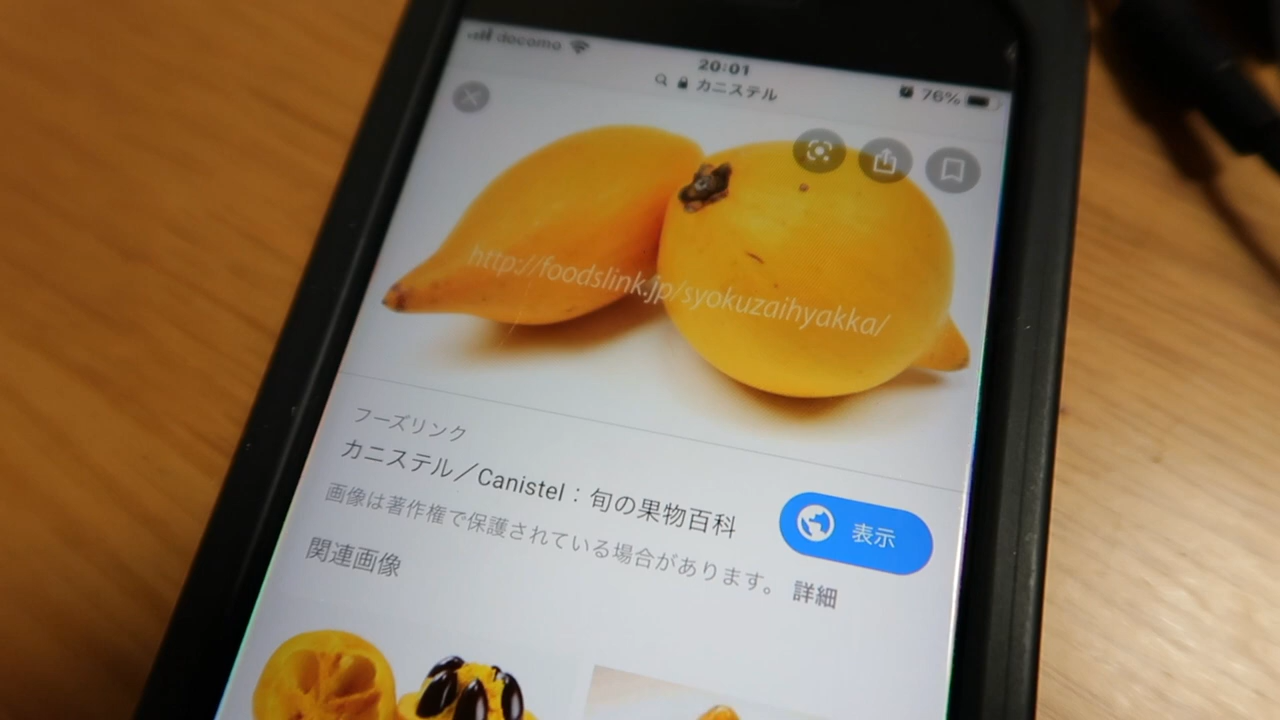 docomo
20:01
76%
カニステル
http://foodslink.jp/syokuzaihyakka/
フーズリンク
カニステル／Canistel：旬の果物百科
表示
画像は著作権で保護されている場合があります。 詳細
関連画像